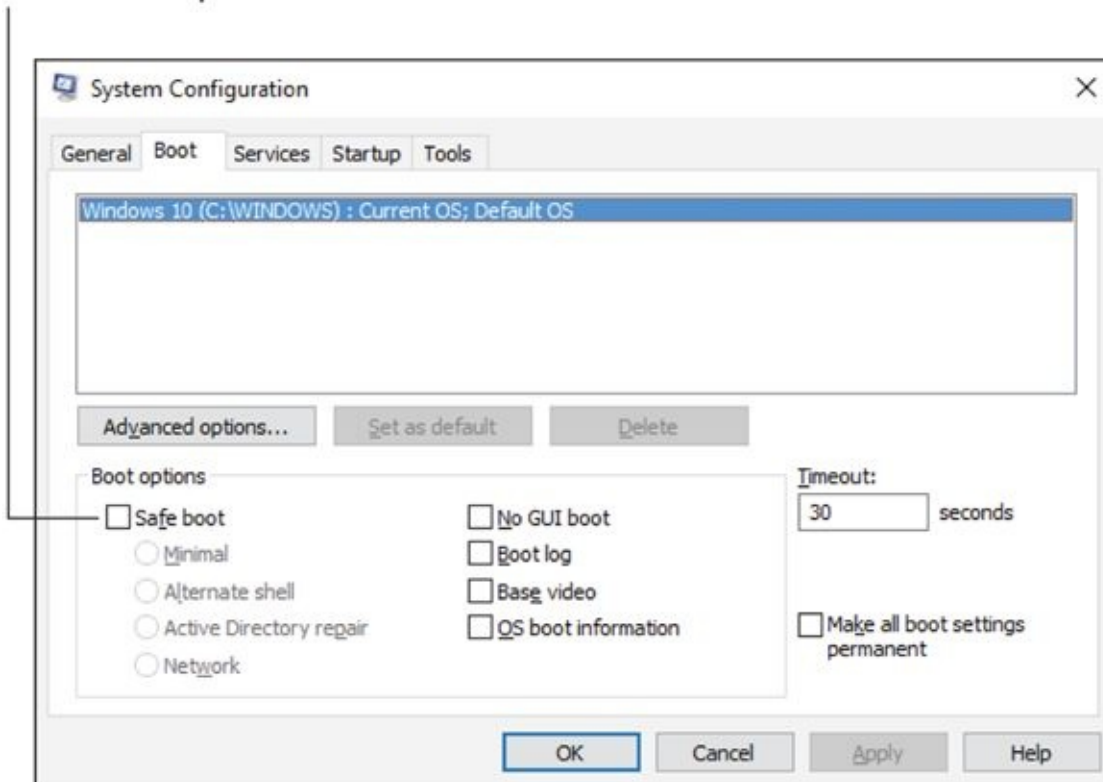 System Configuration
General Boot Services Startup Tools
Windows 10 (C:\WINDOWS) : Current OS; Default OS
Advanced options... Set as default Delete
Boot options Timeout:
Safe boot No GUI boot 30 seconds
Minimal Boot log
Alternate shell Base video
Active Directory repair OS boot information Make all boot settings
Network permanent
OK Cancel Apply Help